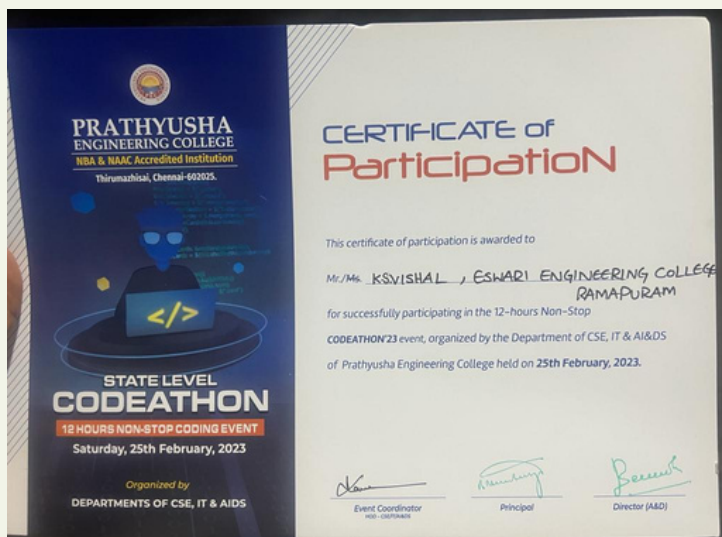 PRATHYUSHA
ENGINEERING COLLEGE
NBA & NAAC Accredited Institution
Thirumazhisai, Chennai-602025.
</>
STATE LEVEL
CODEATHON
12 HOURS NON-STOP CODING EVENT
Saturday, 25th February, 2023
Organized by
DEPARTMENTS OF CSE, IT & AIDS
CERTIFICATE of
ParticipatioN
This certificate of participation is awarded to
Mr./Ms. KSVISHAL , ESWARI ENGINEERING COLLEGE
RAMAPURAM
for successfully participating in the 12-hours Non-Stop
CODEATHON'23 event, organized by the Department of CSE, IT & AI&DS
of Prathyusha Engineering College held on 25th February, 2023.
Event Coordinator
Principal
Director (A&D)